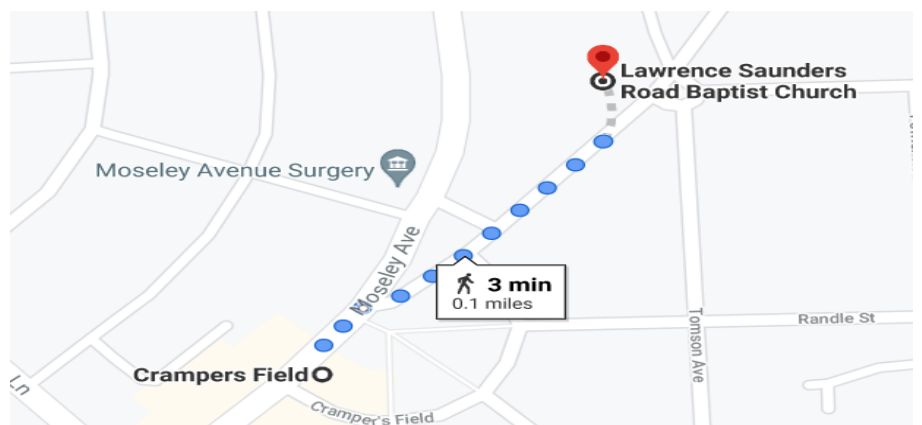 Lawrence Saunders
Road Baptist Church
Moseley Avenue Surgery
Moseley Ave
3 min
0.1 miles
Randle St
Tomson Ave
Crampers Field
Ln
Cramper's Field